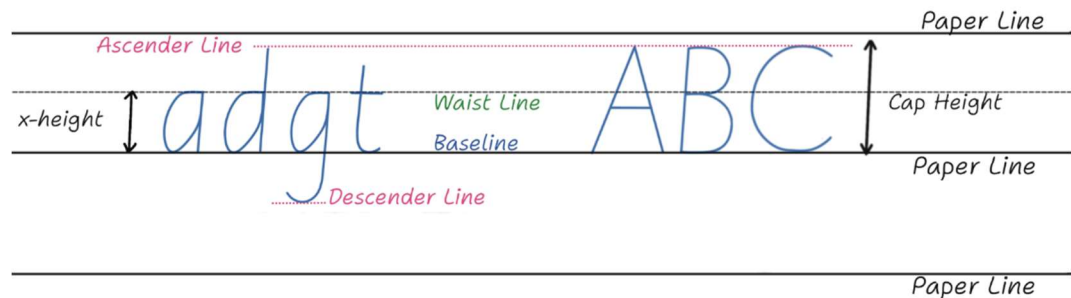 Paper Line
Ascender Line
x-height adgt Waist Line ABC Cap Height
Baseline
Paper Line
Descender Line
Paper Line